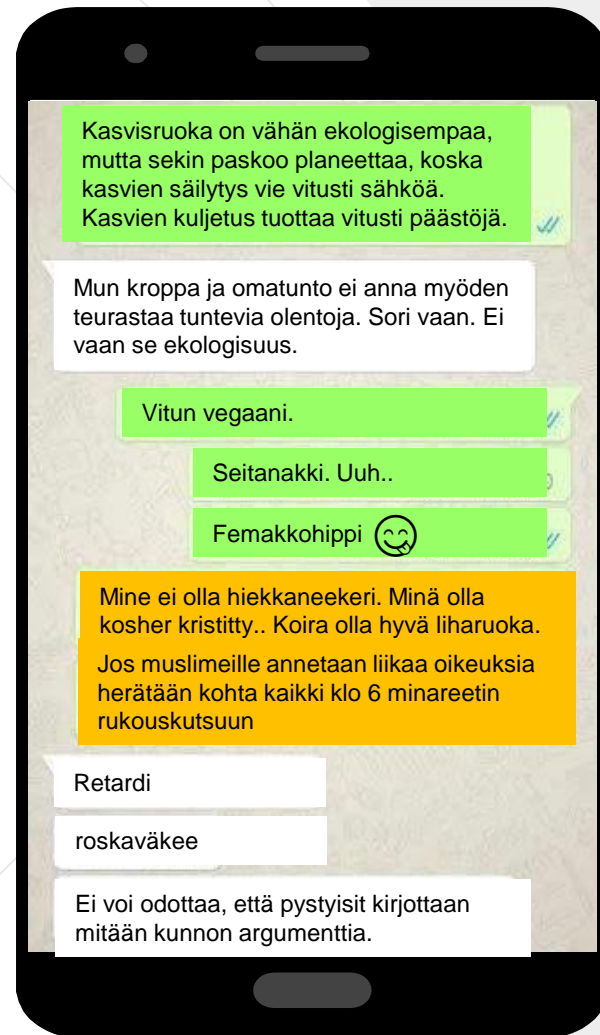 Kasvisruoka on vähän ekologisempaa,
mutta sekin paskoo planeettaa, koska
kasvien säilytys vie vitusti sähköä.
Kasvien kuljetus tuottaa vitusti päästöjä.
Mun kroppa ja omatunto ei anna myöden
teurastaa tuntevia olentoja. Sori vaan. Ei
vaan se ekologisuus.
Vitun vegaani.
Seitanakki. Uuh..
Femakkohippi
Mine ei olla hiekkaneekeri. Minä olla
kosher kristitty.. Koira olla hyvä liharuoka.
Jos muslimeille annetaan liikaa oikeuksia
herätään kohta kaikki klo 6 minareetin
rukouskutsuun
Retardi
roskaväkee
Ei voi odottaa, että pystyisit kirjottaan
mitään kunnon argumenttia.